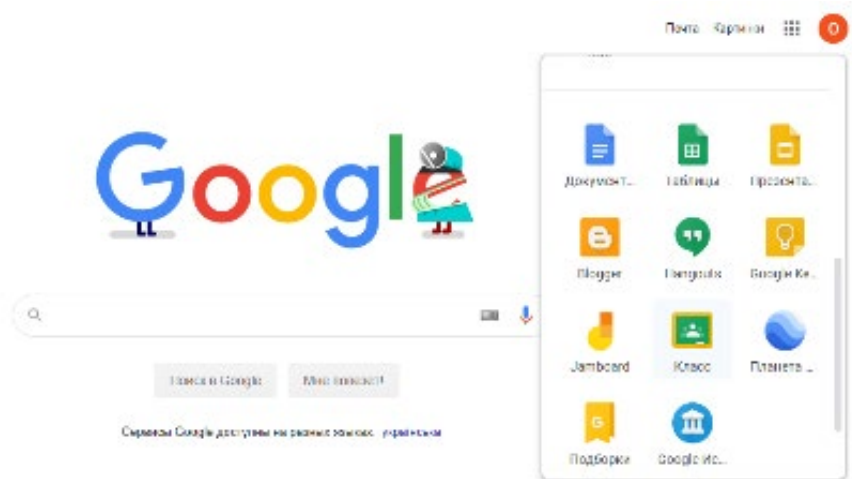 Почта Картинки O
Google
Документ... Таблицы Презента...
Blogger Hangouts Google Ke...
Jamboard Класс Планета ...
Подборки Google Ис...
Поиск в Google Мне повезет!
Сервисы Google доступны на разных языках: українська